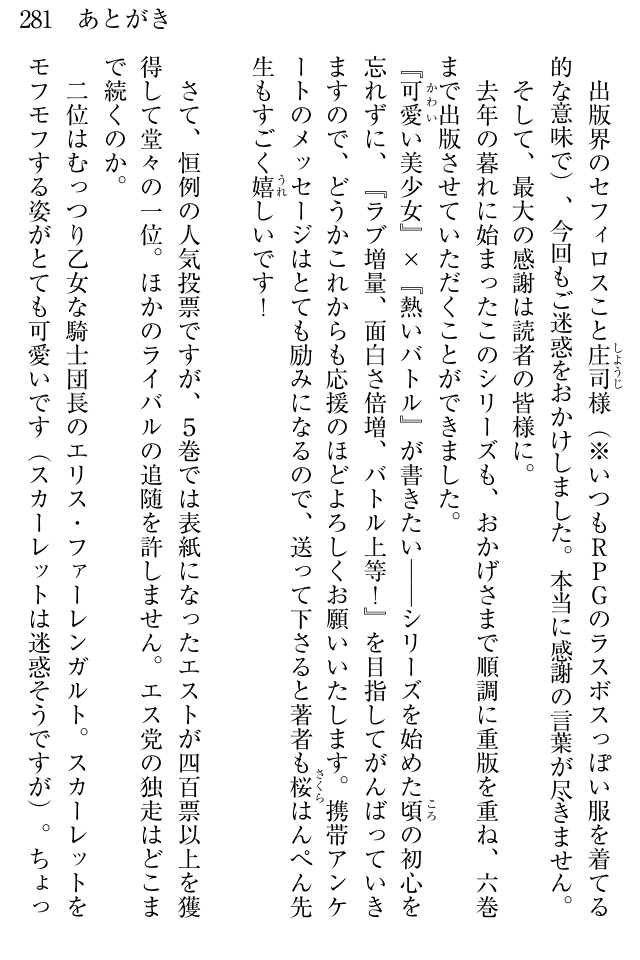 281 あとがき
出版界のセフィロスこと庄司様（※いつもRPGのラスボスっぽい服を着てる
的な意味で）、今回もご迷惑をおかけしました。本当に感謝の言葉が尽きません。
そして、最大の感謝は読者の皆様に。
去年の暮れに始まったこのシリーズも、おかげさまで順調に重版を重ね、六巻
まで出版させていただくことができました。
『可愛い美少女』×『熱いバトル』が書きたい――シリーズを始めた頃の初心を
忘れずに、『ラブ増量、面白さ倍増、バトル上等！』を目指してがんばっていき
ますので、どうかこれからも応援のほどよろしくお願いいたします。携帯アンケ
ートのメッセージはとても励みになるので、送って下さると著者も桜はんぺん先
生もすごく嬉しいです！
さて、恒例の人気投票ですが、５巻では表紙になったエストが四百票以上を獲
得して堂々の一位。ほかのライバルの追随を許しません。エス党の独走はどこま
で続くのか。
二位はむっつり乙女な騎士団長のエリス・ファーレンガルト。スカーレットを
モフモフする姿がとても可愛いです（スカーレットは迷惑そうですが）。ちょっ